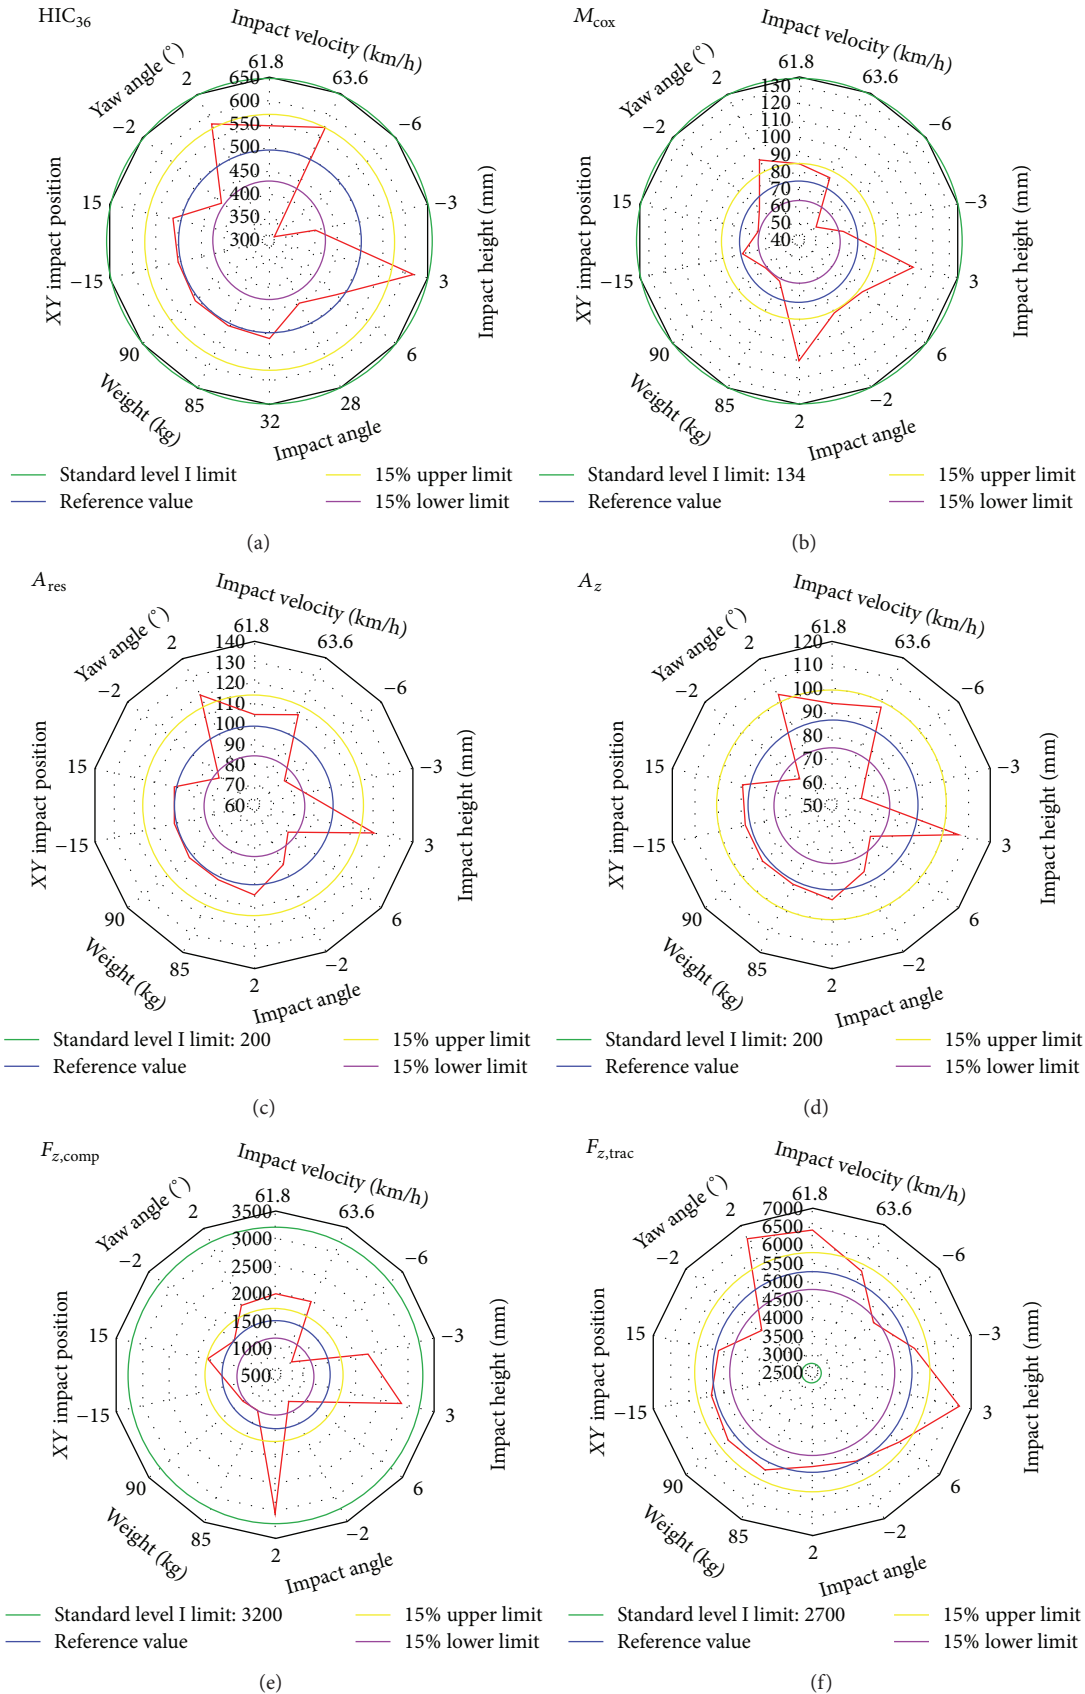 HIC36
Impact velocity (km/h)
61.8
63.6
−6
−3
Impact height (mm)
3
6
28
Impact angle
32
85
Weight (kg)
90
−15
XY impact position
15
−2
Yaw angle (°)
2
650
600
550
500
450
400
350
300
Standard level I limit
15% upper limit
Reference value
15% lower limit
(a)
Mcox
Impact velocity (km/h)
61.8
63.6
−6
−3
Impact height (mm)
3
6
−2
Impact angle
2
85
Weight (kg)
90
−15
XY impact position
15
−2
Yaw angle (°)
2
130
120
110
100
90
80
70
60
50
40
Standard level I limit: 134
15% upper limit
Reference value
15% lower limit
(b)
Ares
Impact velocity (km/h)
61.8
63.6
−6
−3
Impact height (mm)
3
6
−2
Impact angle
2
85
Weight (kg)
90
−15
XY impact position
15
−2
Yaw angle (°)
2
140
130
120
110
100
90
80
70
60
Standard level I limit: 200
15% upper limit
Reference value
15% lower limit
(c)
Az
Impact velocity (km/h)
61.8
63.6
−6
−3
Impact height (mm)
3
6
−2
Impact angle
2
85
Weight (kg)
90
−15
XY impact position
15
−2
Yaw angle (°)
2
120
110
100
90
80
70
60
50
Standard level I limit: 200
15% upper limit
Reference value
15% lower limit
(d)
Fz,comp
Impact velocity (km/h)
61.8
63.6
−6
−3
Impact height (mm)
3
6
−2
Impact angle
2
85
Weight (kg)
90
−15
XY impact position
15
−2
Yaw angle (°)
2
3500
3000
2500
2000
1500
1000
500
Standard level I limit: 3200
15% upper limit
Reference value
15% lower limit
(e)
Fz,trac
Impact velocity (km/h)
61.8
63.6
−6
−3
Impact height (mm)
3
6
−2
Impact angle
2
85
Weight (kg)
90
−15
XY impact position
15
−2
Yaw angle (°)
2
7000
6500
6000
5500
5000
4500
4000
3500
3000
2500
Standard level I limit: 2700
15% upper limit
Reference value
15% lower limit
(f)